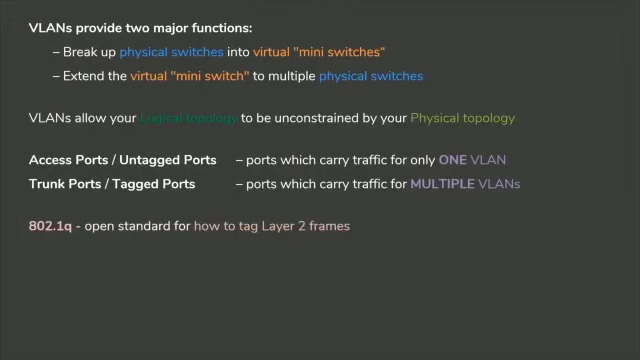 VLANs provide two major functions:
– Break up physical switches into virtual "mini switches“
– Extend the virtual "mini switch" to multiple physical switches
VLANs allow your Logical topology to be unconstrained by your Physical topology
Access Ports / Untagged Ports – ports which carry traffic for only ONE VLAN
Trunk Ports / Tagged Ports – ports which carry traffic for MULTIPLE VLANs
802.1q - open standard for how to tag Layer 2 frames